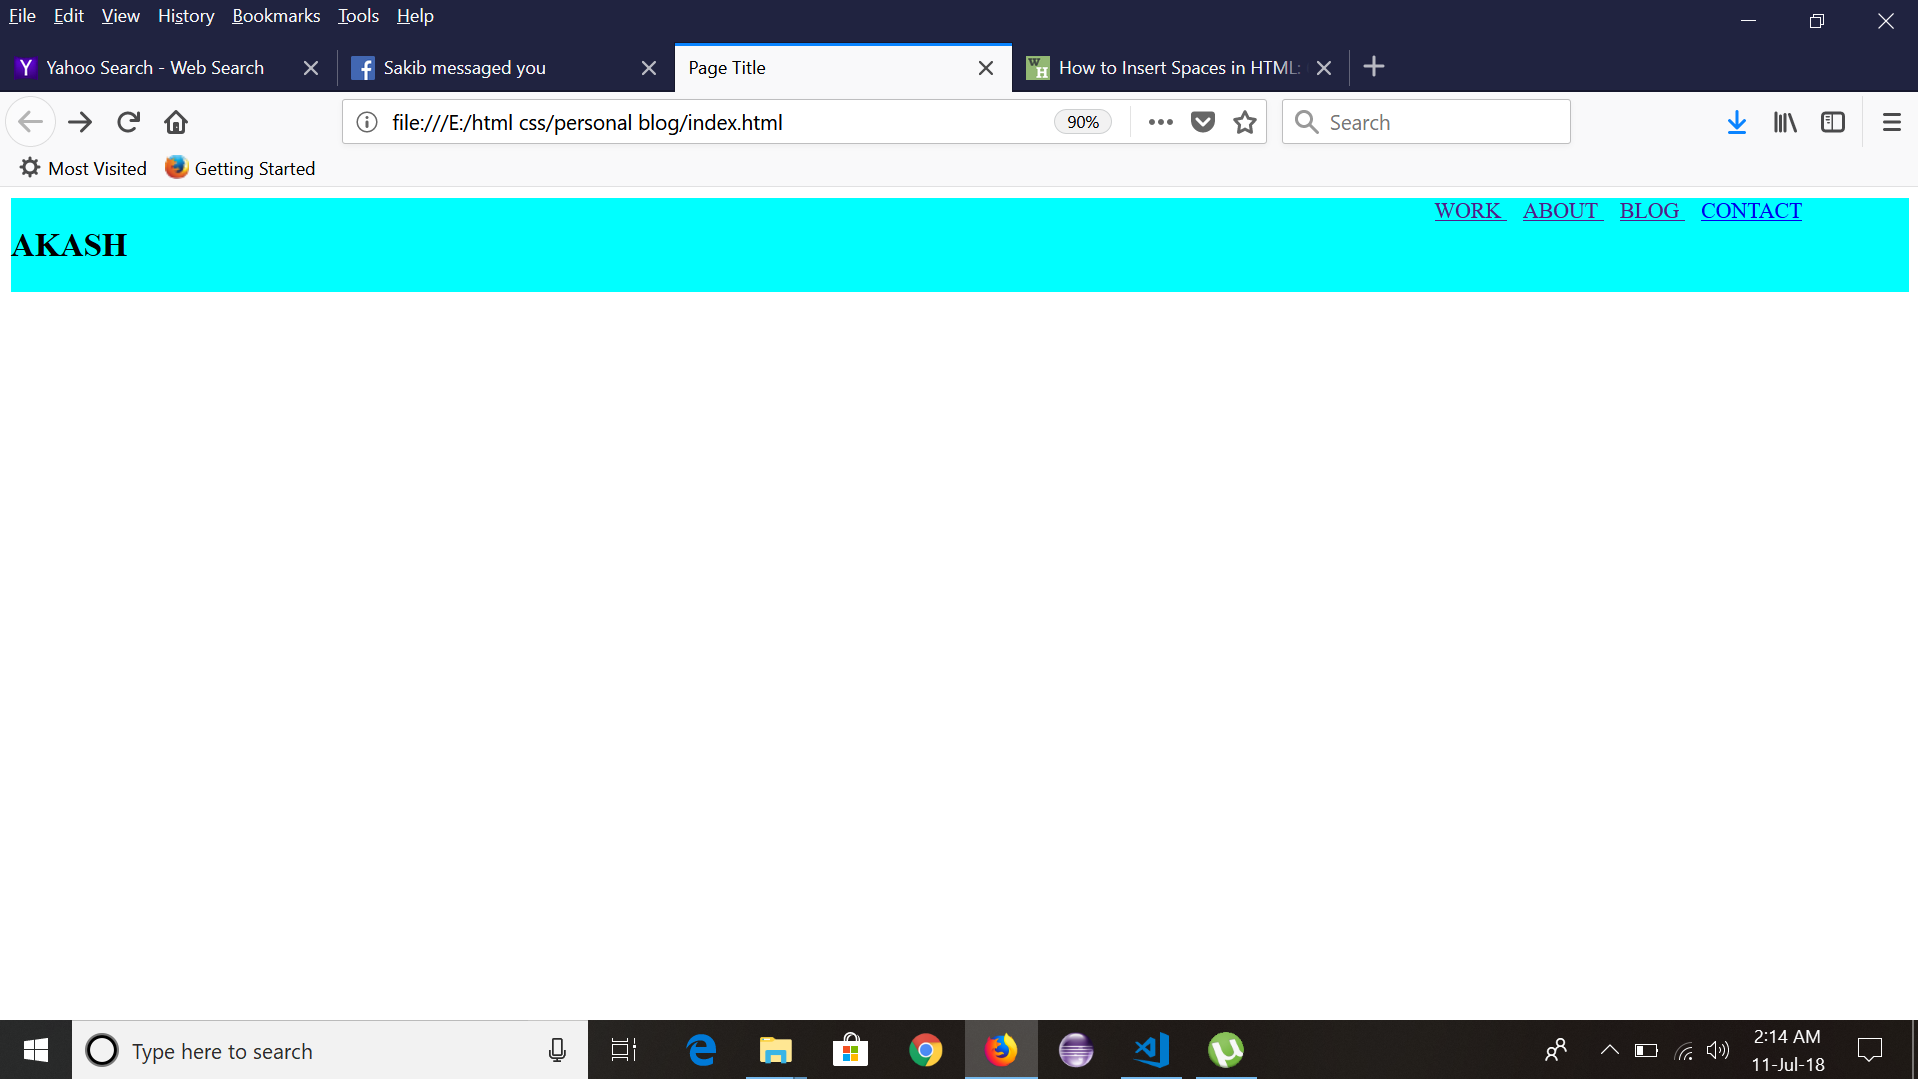 File Edit View History Bookmarks Tools Help
Yahoo Search - Web Search
Sakib messaged you
Page Title
How to Insert Spaces in HTML:
file:///E:/html css/personal blog/index.html
90%
Search
Most Visited
Getting Started
WORK ABOUT BLOG CONTACT
AKASH
Type here to search
2:14 AM
11-Jul-18